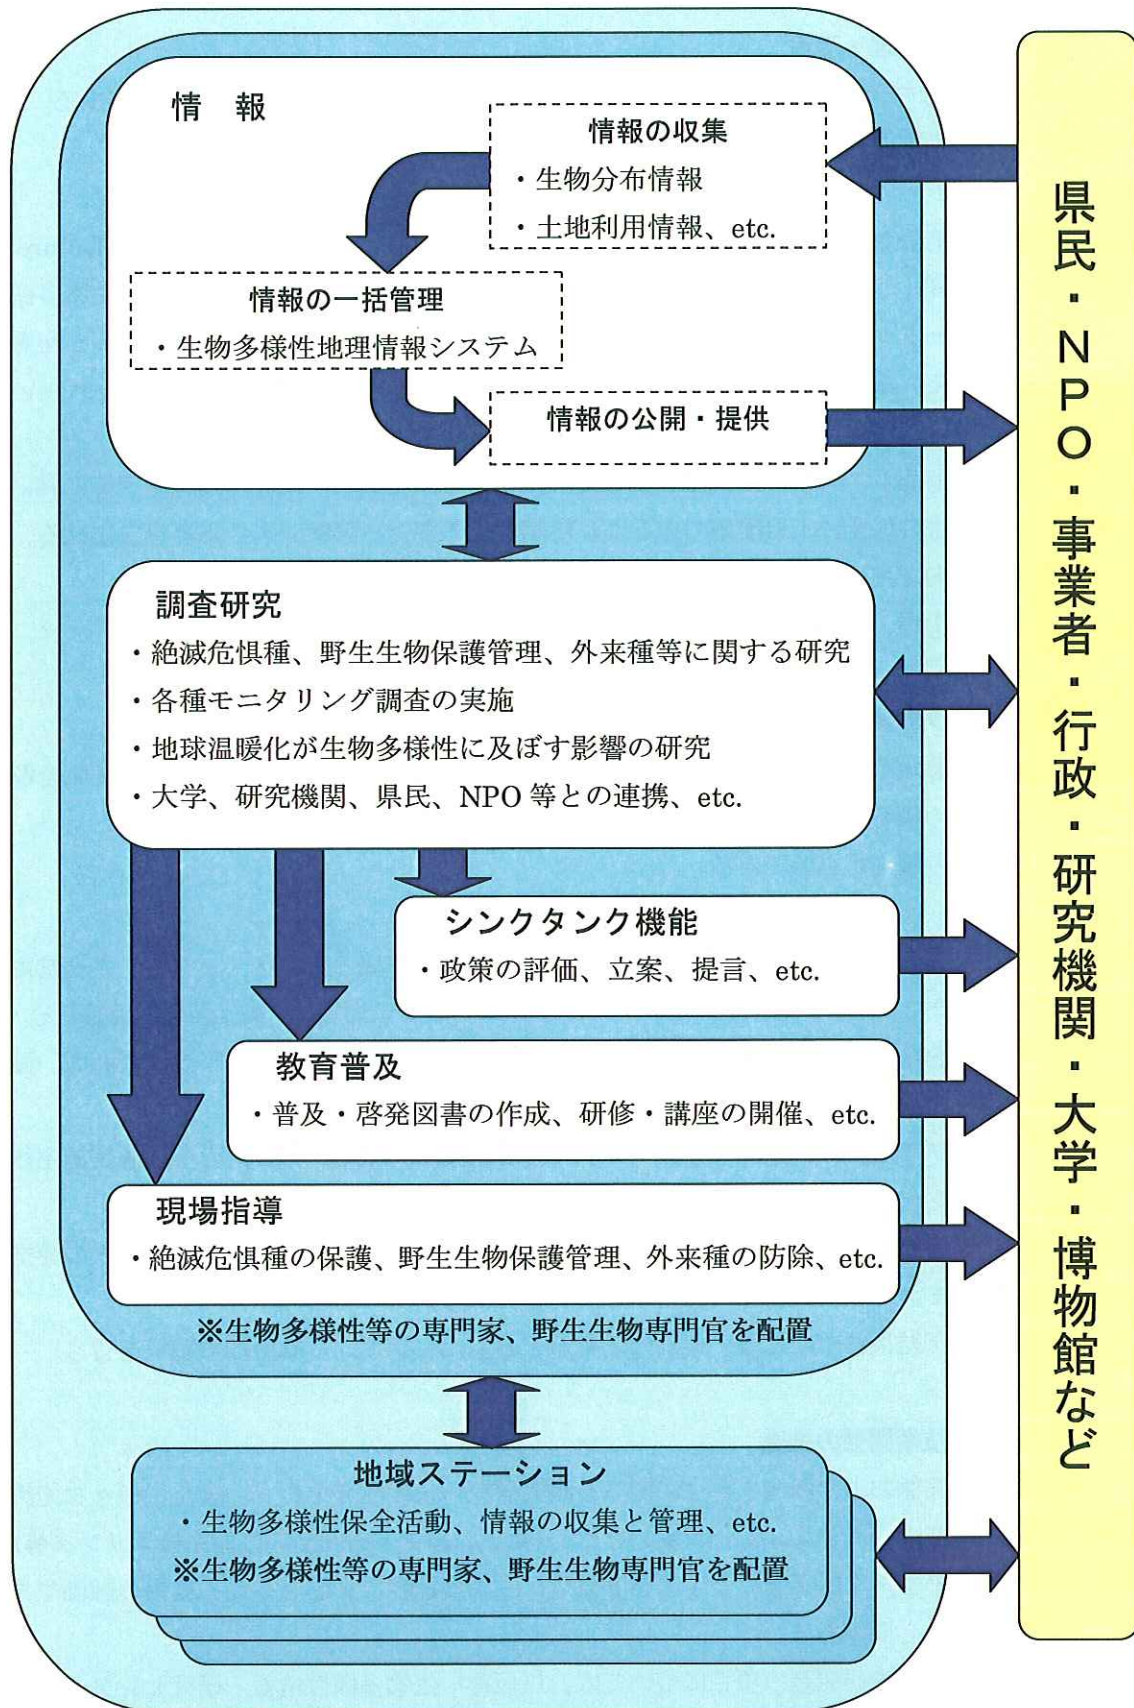 情　報
情報の収集
・生物分布情報
・土地利用情報、etc.
情報の一括管理
・生物多様性地理情報システム
情報の公開・提供
調査研究
・絶滅危惧種、野生生物保護管理、外来種等に関する研究
・各種モニタリング調査の実施
・地球温暖化が生物多様性に及ぼす影響の研究
・大学、研究機関、県民、NPO 等との連携、etc.
シンクタンク機能
・政策の評価、立案、提言、etc.
教育普及
・普及・啓発図書の作成、研修・講座の開催、etc.
現場指導
・絶滅危惧種の保護、野生生物保護管理、外来種の防除、etc.
※生物多様性等の専門家、野生生物専門官を配置
地域ステーション
・生物多様性保全活動、情報の収集と管理、etc.
※生物多様性等の専門家、野生生物専門官を配置
県民・NPO・事業者・行政・研究機関・大学・博物館など